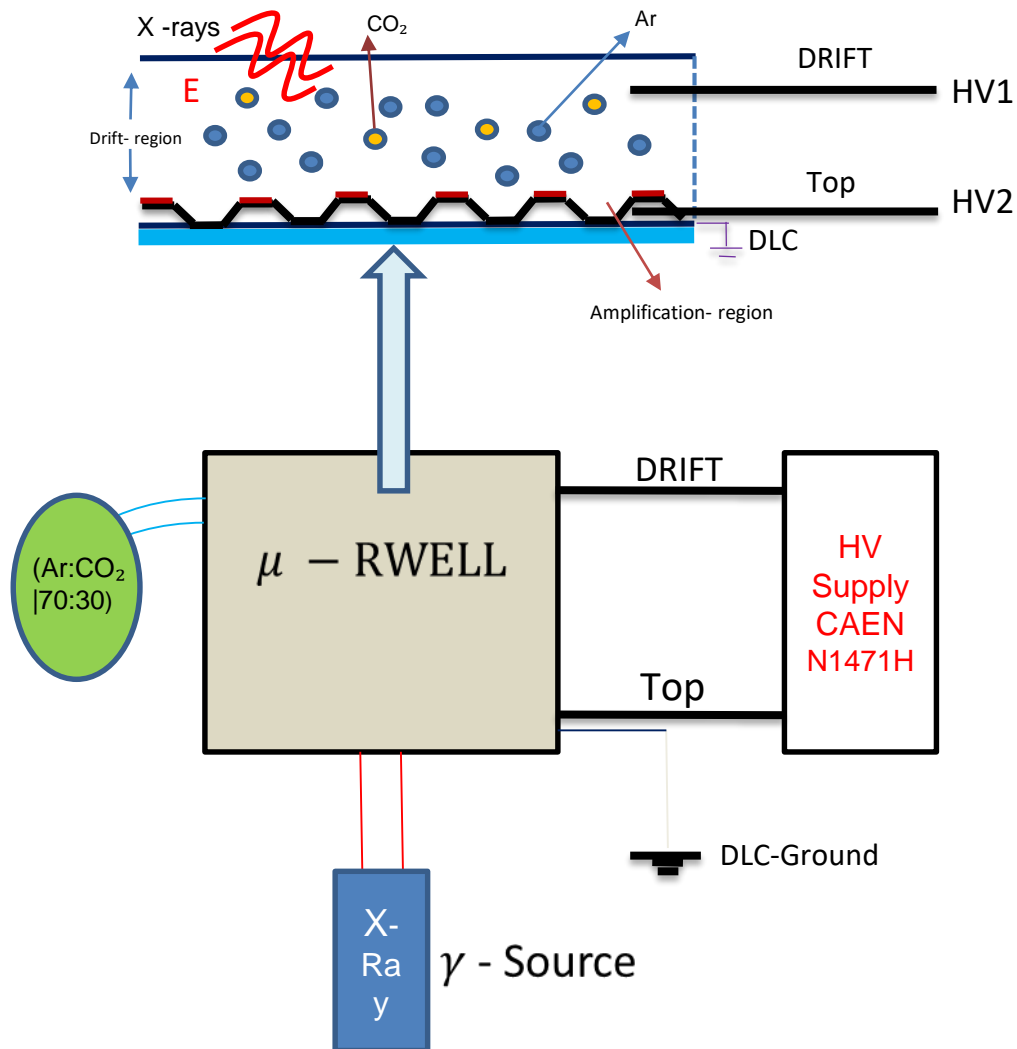 X -rays
CO₂
Ar
E
DRIFT
HV1
Drift- region
Top
HV2
DLC
Amplification- region
DRIFT
μ – RWELL
(Ar:CO₂
|70:30)
HV
Supply
CAEN
N1471H
Top
DLC-Ground
X-
Ra
y
γ - Source